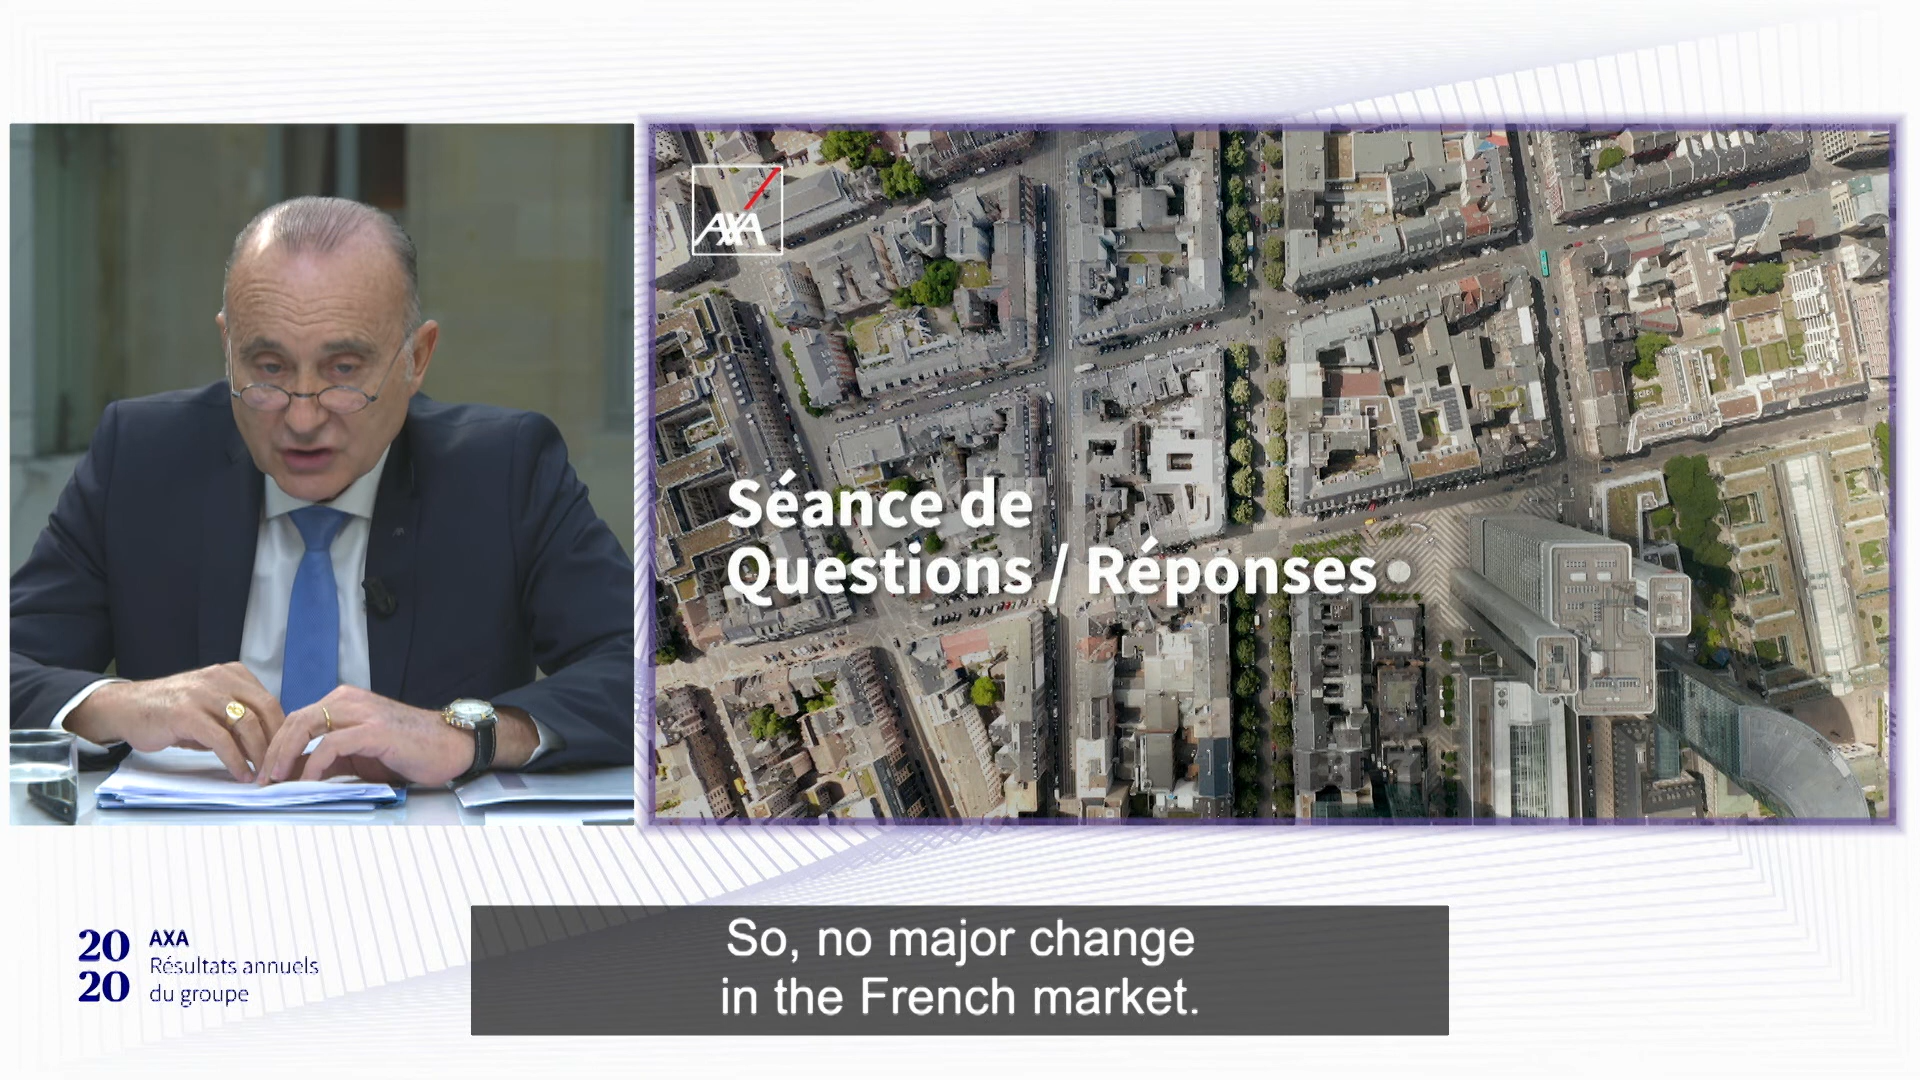 AXA
Séance de
Questions / Réponses
20
20
AXA
Résultats annuels
du groupe
So, no major change
in the French market.